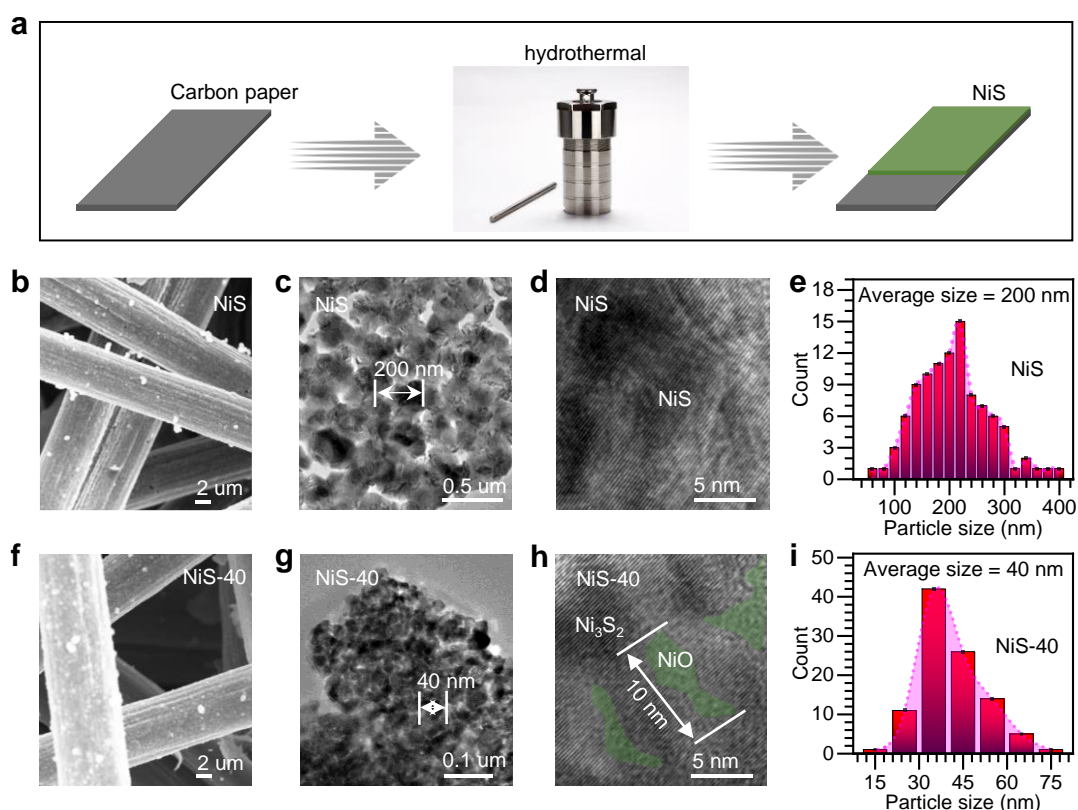 a
hydrothermal
Carbon paper
NiS
b
NiS
2 um
c
NiS
200 nm
0.5 um
d
NiS
NiS
5 nm
e
Average size = 200 nm
NiS
Count
18
15
12
9
6
3
0
100
200
300
400
Particle size (nm)
f
NiS-40
2 um
g
NiS-40
40 nm
0.1 um
h
NiS-40
Ni₃S₂
NiO
10 nm
5 nm
i
Average size = 40 nm
NiS-40
Count
50
40
30
20
10
0
15
30
45
60
75
Particle size (nm)